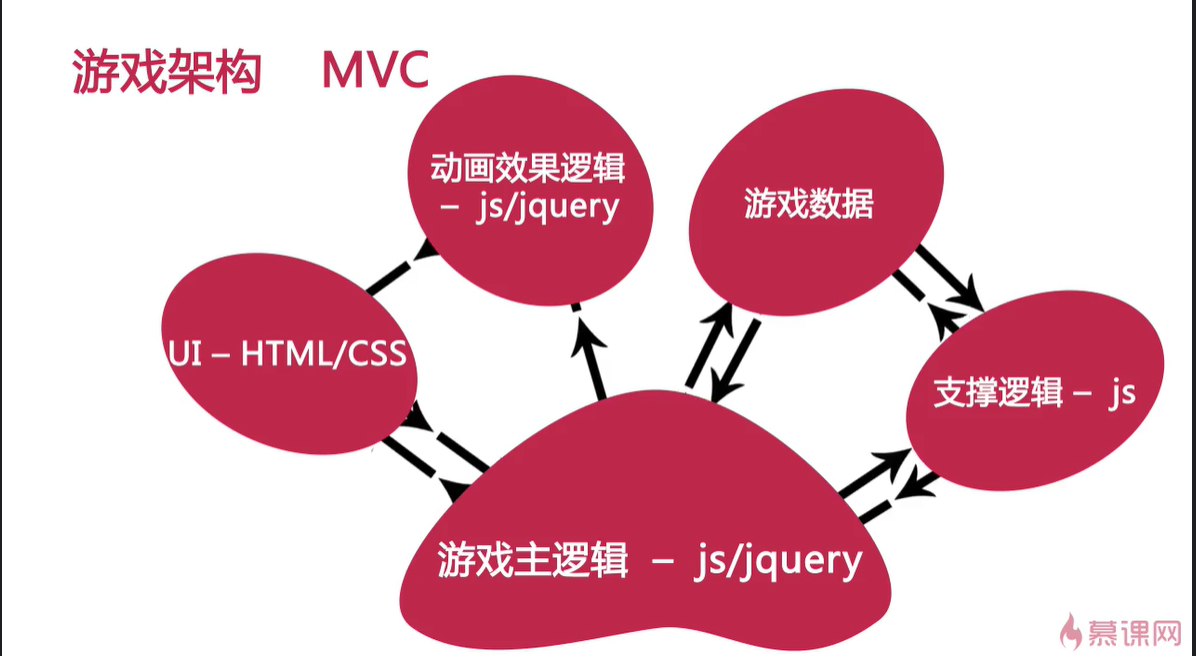 游戏架构 MVC
动画效果逻辑
– js/jquery
游戏数据
UI – HTML/CSS
支撑逻辑 – js
游戏主逻辑 – js/jquery
慕课网